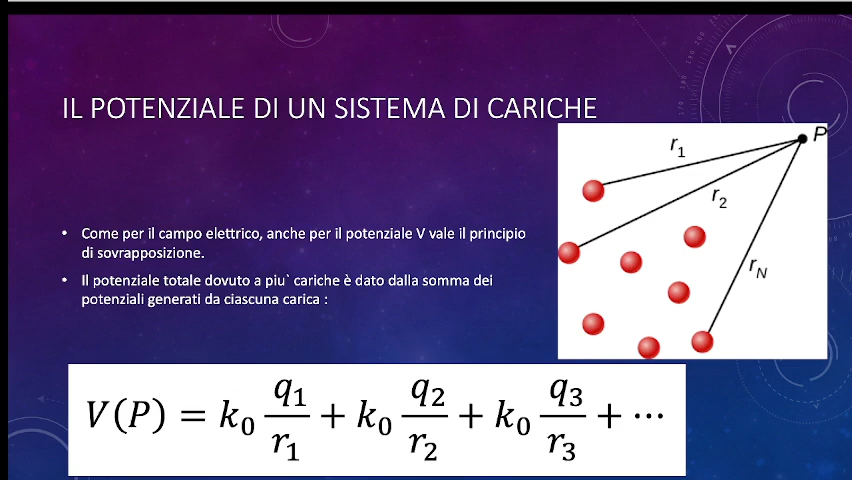 IL POTENZIALE DI UN SISTEMA DI CARICHE
P
r₁
r₂
r_N
• Come per il campo elettrico, anche per il potenziale V vale il principio
di sovrapposizione.
• Il potenziale totale dovuto a piu` cariche è dato dalla somma dei
potenziali generati da ciascuna carica :
V(P) = k₀ q₁/r₁ + k₀ q₂/r₂ + k₀ q₃/r₃ + ⋯